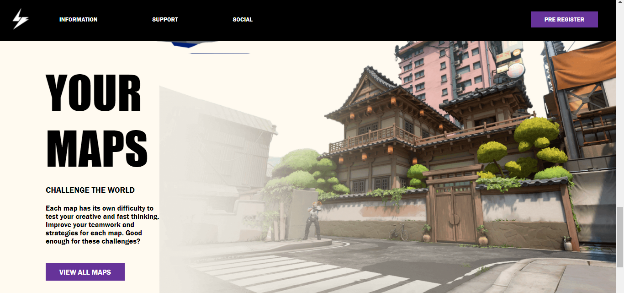 INFORMATION
SUPPORT
SOCIAL
PRE REGISTER
YOUR
MAPS
CHALLENGE THE WORLD
Each map has its own difficulty to
test your creative and fast thinking.
Improve your teamwork and
strategies for each map. Good
enough for these challenges?
VIEW ALL MAPS